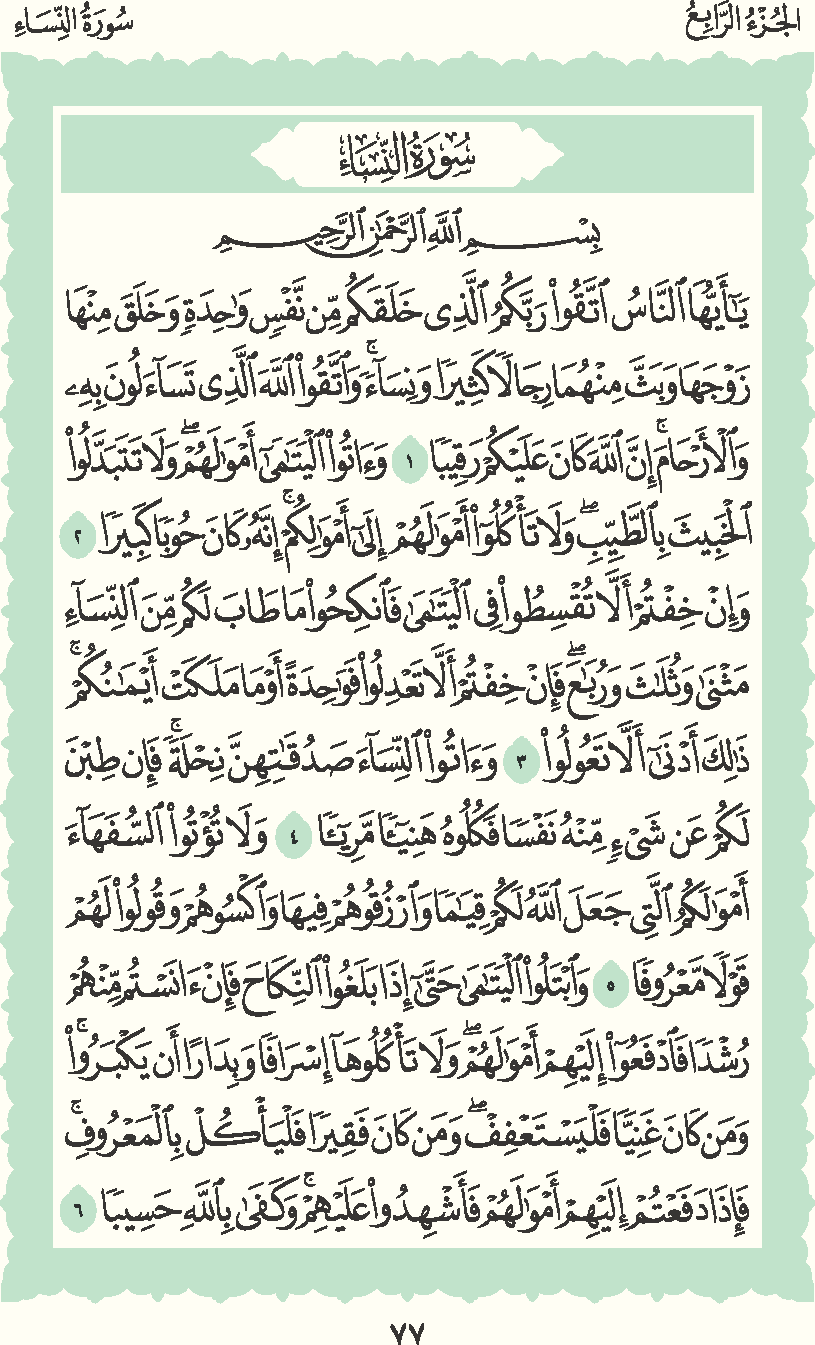 الجُزْءُ الرَّابِعُ
سُورَةُ النِّسَاءِ
سُورَةُ النِّسَاءِ
بِسْمِ ٱللَّهِ ٱلرَّحْمَٰنِ ٱلرَّحِيمِ
يَٰٓأَيُّهَا ٱلنَّاسُ ٱتَّقُوا۟ رَبَّكُمُ ٱلَّذِى خَلَقَكُم مِّن نَّفْسٍ وَٰحِدَةٍ وَخَلَقَ مِنْهَا
زَوْجَهَا وَبَثَّ مِنْهُمَا رِجَالًا كَثِيرًا وَنِسَآءً ۚ وَٱتَّقُوا۟ ٱللَّهَ ٱلَّذِى تَسَآءَلُونَ بِهِۦ
وَٱلْأَرْحَامَ ۚ إِنَّ ٱللَّهَ كَانَ عَلَيْكُمْ رَقِيبًا ١ وَءَاتُوا۟ ٱلْيَتَٰمَىٰٓ أَمْوَٰلَهُمْ ۖ وَلَا تَتَبَدَّلُوا۟
ٱلْخَبِيثَ بِٱلطَّيِّبِ ۖ وَلَا تَأْكُلُوٓا۟ أَمْوَٰلَهُمْ إِلَىٰٓ أَمْوَٰلِكُمْ ۚ إِنَّهُۥ كَانَ حُوبًا كَبِيرًا ٢
وَإِنْ خِفْتُمْ أَلَّا تُقْسِطُوا۟ فِى ٱلْيَتَٰمَىٰ فَٱنكِحُوا۟ مَا طَابَ لَكُم مِّنَ ٱلنِّسَآءِ
مَثْنَىٰ وَثُلَٰثَ وَرُبَٰعَ ۖ فَإِنْ خِفْتُمْ أَلَّا تَعْدِلُوا۟ فَوَٰحِدَةً أَوْ مَا مَلَكَتْ أَيْمَٰنُكُمْ ۚ
ذَٰلِكَ أَدْنَىٰٓ أَلَّا تَعُولُوا۟ ٣ وَءَاتُوا۟ ٱلنِّسَآءَ صَدُقَٰتِهِنَّ نِحْلَةً ۚ فَإِن طِبْنَ
لَكُمْ عَن شَىْءٍ مِّنْهُ نَفْسًا فَكُلُوهُ هَنِيٓـًٔا مَّرِيٓـًٔا ٤ وَلَا تُؤْتُوا۟ ٱلسُّفَهَآءَ
أَمْوَٰلَكُمُ ٱلَّتِى جَعَلَ ٱللَّهُ لَكُمْ قِيَٰمًا وَٱرْزُقُوهُمْ فِيهَا وَٱكْسُوهُمْ وَقُولُوا۟ لَهُمْ
قَوْلًا مَّعْرُوفًا ٥ وَٱبْتَلُوا۟ ٱلْيَتَٰمَىٰ حَتَّىٰٓ إِذَا بَلَغُوا۟ ٱلنِّكَاحَ فَإِنْ ءَانَسْتُم مِّنْهُمْ
رُشْدًا فَٱدْفَعُوٓا۟ إِلَيْهِمْ أَمْوَٰلَهُمْ ۖ وَلَا تَأْكُلُوهَآ إِسْرَافًا وَبِدَارًا أَن يَكْبَرُوا۟ ۚ
وَمَن كَانَ غَنِيًّا فَلْيَسْتَعْفِفْ ۖ وَمَن كَانَ فَقِيرًا فَلْيَأْكُلْ بِٱلْمَعْرُوفِ ۚ
فَإِذَا دَفَعْتُمْ إِلَيْهِمْ أَمْوَٰلَهُمْ فَأَشْهِدُوا۟ عَلَيْهِمْ ۚ وَكَفَىٰ بِٱللَّهِ حَسِيبًا ٦
٧٧